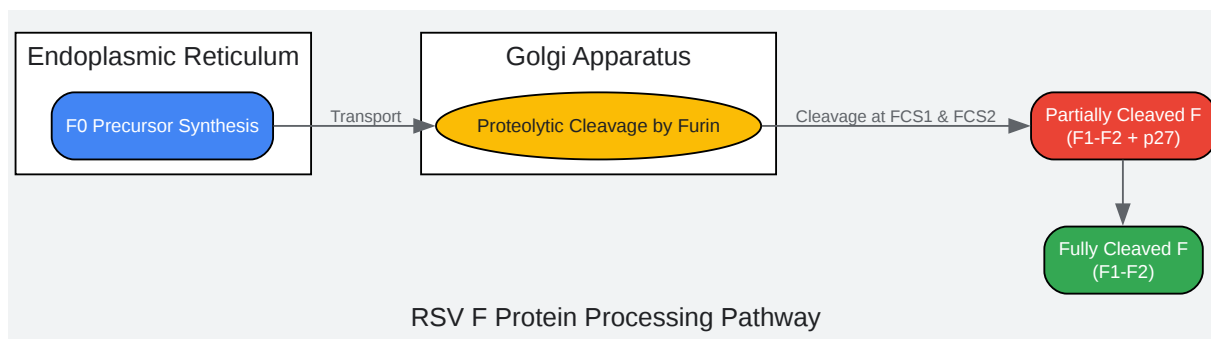 Endoplasmic Reticulum
F0 Precursor Synthesis
Transport
Golgi Apparatus
Proteolytic Cleavage by Furin
Cleavage at FCS1 & FCS2
Partially Cleaved F
(F1-F2 + p27)
Fully Cleaved F
(F1-F2)
RSV F Protein Processing Pathway